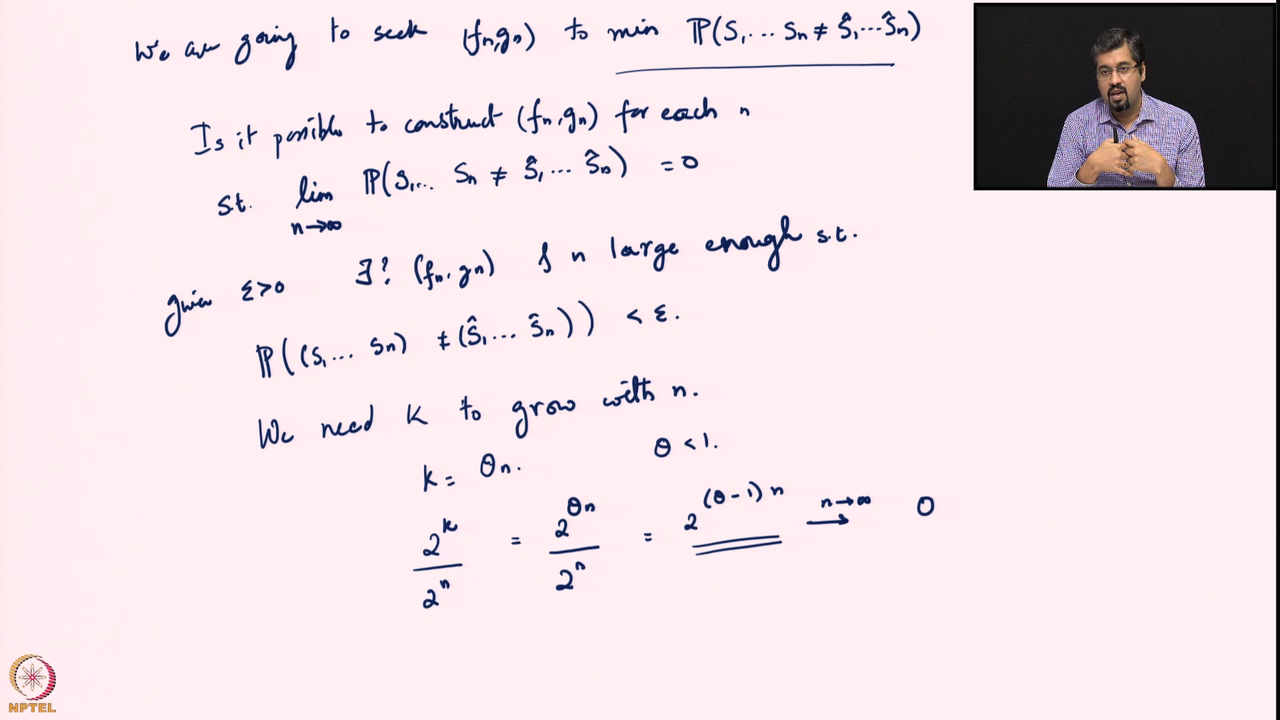 We are going to seek (fn,gn) to min ℙ(S1 ... Sn ≠ Ŝ1 ... Ŝn)
Is it possible to construct (fn, gn) for each n
s.t. lim n→∞ ℙ(S1 ... Sn ≠ Ŝ1 ... Ŝn) = 0
given ε>0 ∃? (fn, gn) & n large enough s.t.
ℙ((S1 ... Sn) ≠ (Ŝ1 ... Ŝn)) < ε.
We need K to grow with n.
k = θn. θ < 1.
2^k / 2^n = 2^θn / 2^n = 2^(θ-1)n n→∞ → 0
NPTEL